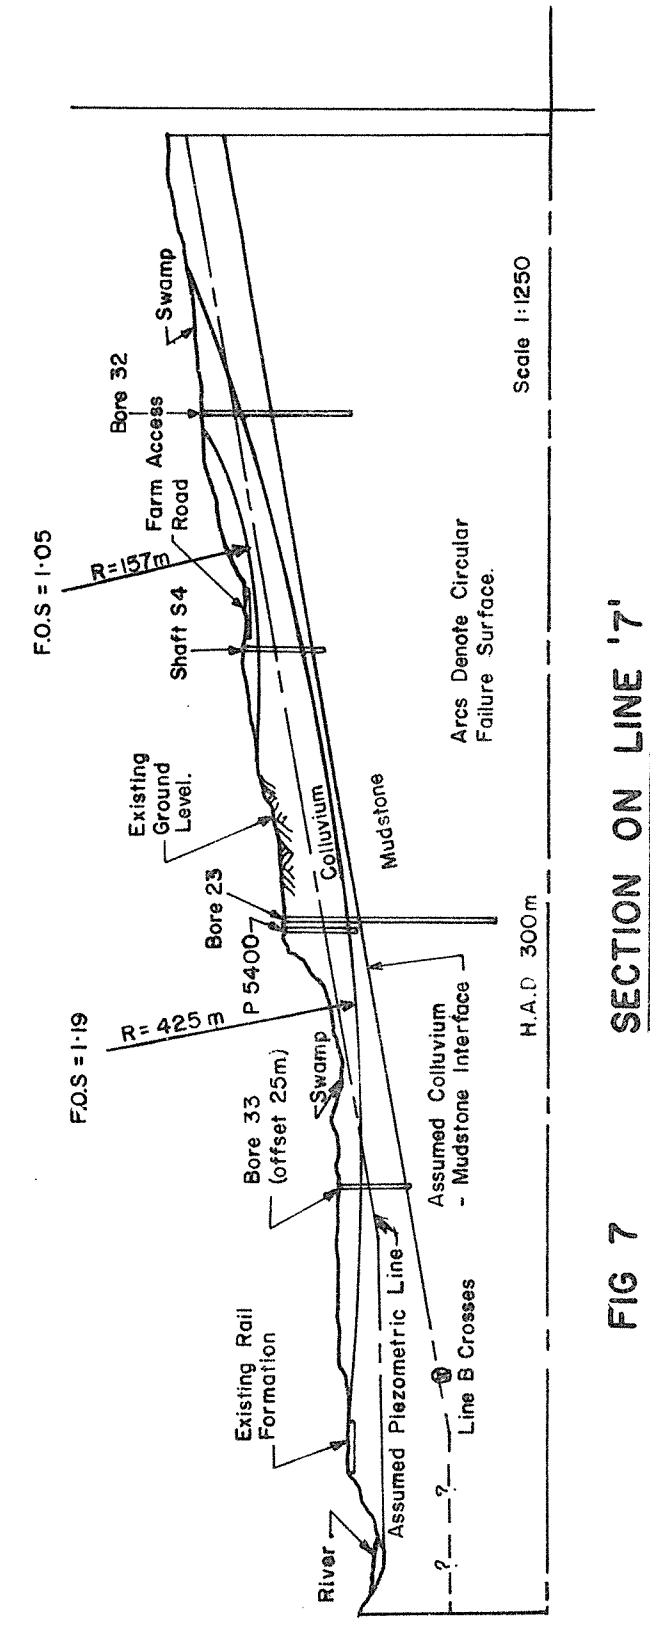 F.O.S = 1·19
R = 425 m
F.O.S = 1·05
R=157m
River
Existing Rail
Formation
Bore 33
(offset 25m)
Swamp
P 5400
Bore 23
Existing
Ground
Level.
Shaft S4
Farm Access
Road
Bore 32
Swamp
Colluvium
Mudstone
Assumed Piezometric Line
Assumed Colluvium
- Mudstone Interface -
Line B Crosses
? ?
Arcs Denote Circular
Failure Surface.
H.A.D 300m
Scale 1:1250
FIG 7 SECTION ON LINE '7'